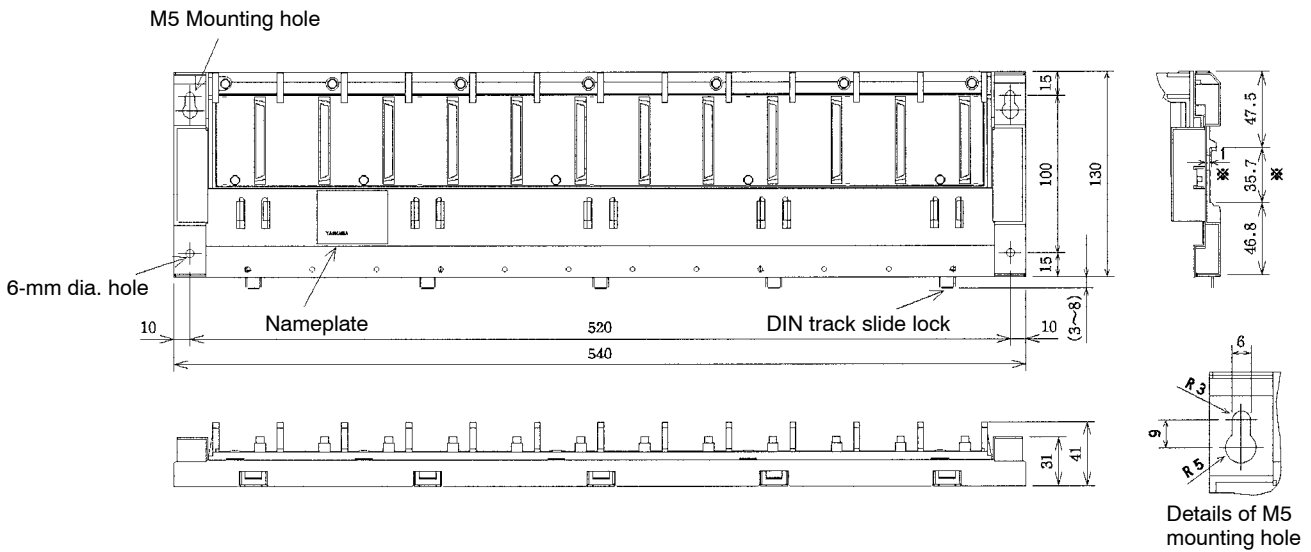 M5 Mounting hole
15
100
130
15
(3~8)
47.5
※
1
35.7
※
46.8
YASKAWA
6-mm dia. hole
Nameplate
DIN track slide lock
10
520
10
540
6
R3
9
R5
31
41
Details of M5
mounting hole